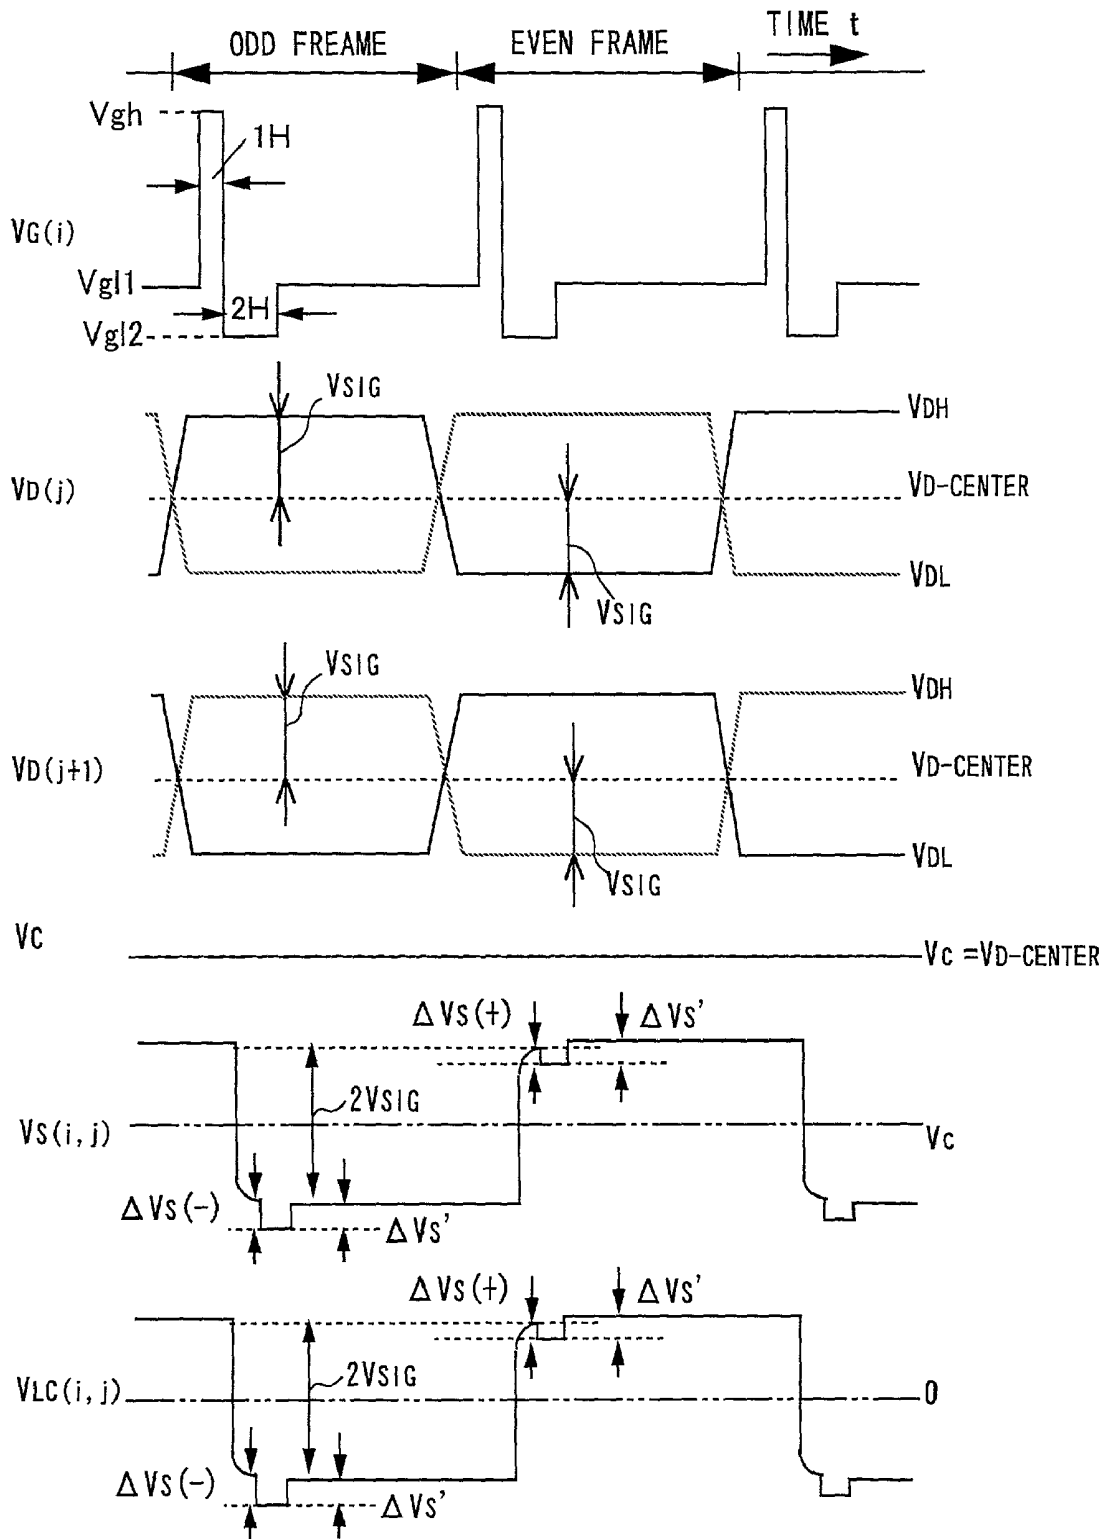 ODD FREAME
EVEN FRAME
TIME t
Vgh
1H
VG(i)
Vgl1
2H
Vgl2
VSIG
VDH
VD(j)
VD-CENTER
VSIG
VDL
VSIG
VDH
VD(j+1)
VD-CENTER
VSIG
VDL
VC
VC =VD-CENTER
ΔVS(+)
ΔVS'
2VSIG
VS(i,j)
VC
ΔVS(-)
ΔVS'
ΔVS(+)
ΔVS'
2VSIG
VLC(i,j)
0
ΔVS(-)
ΔVS'